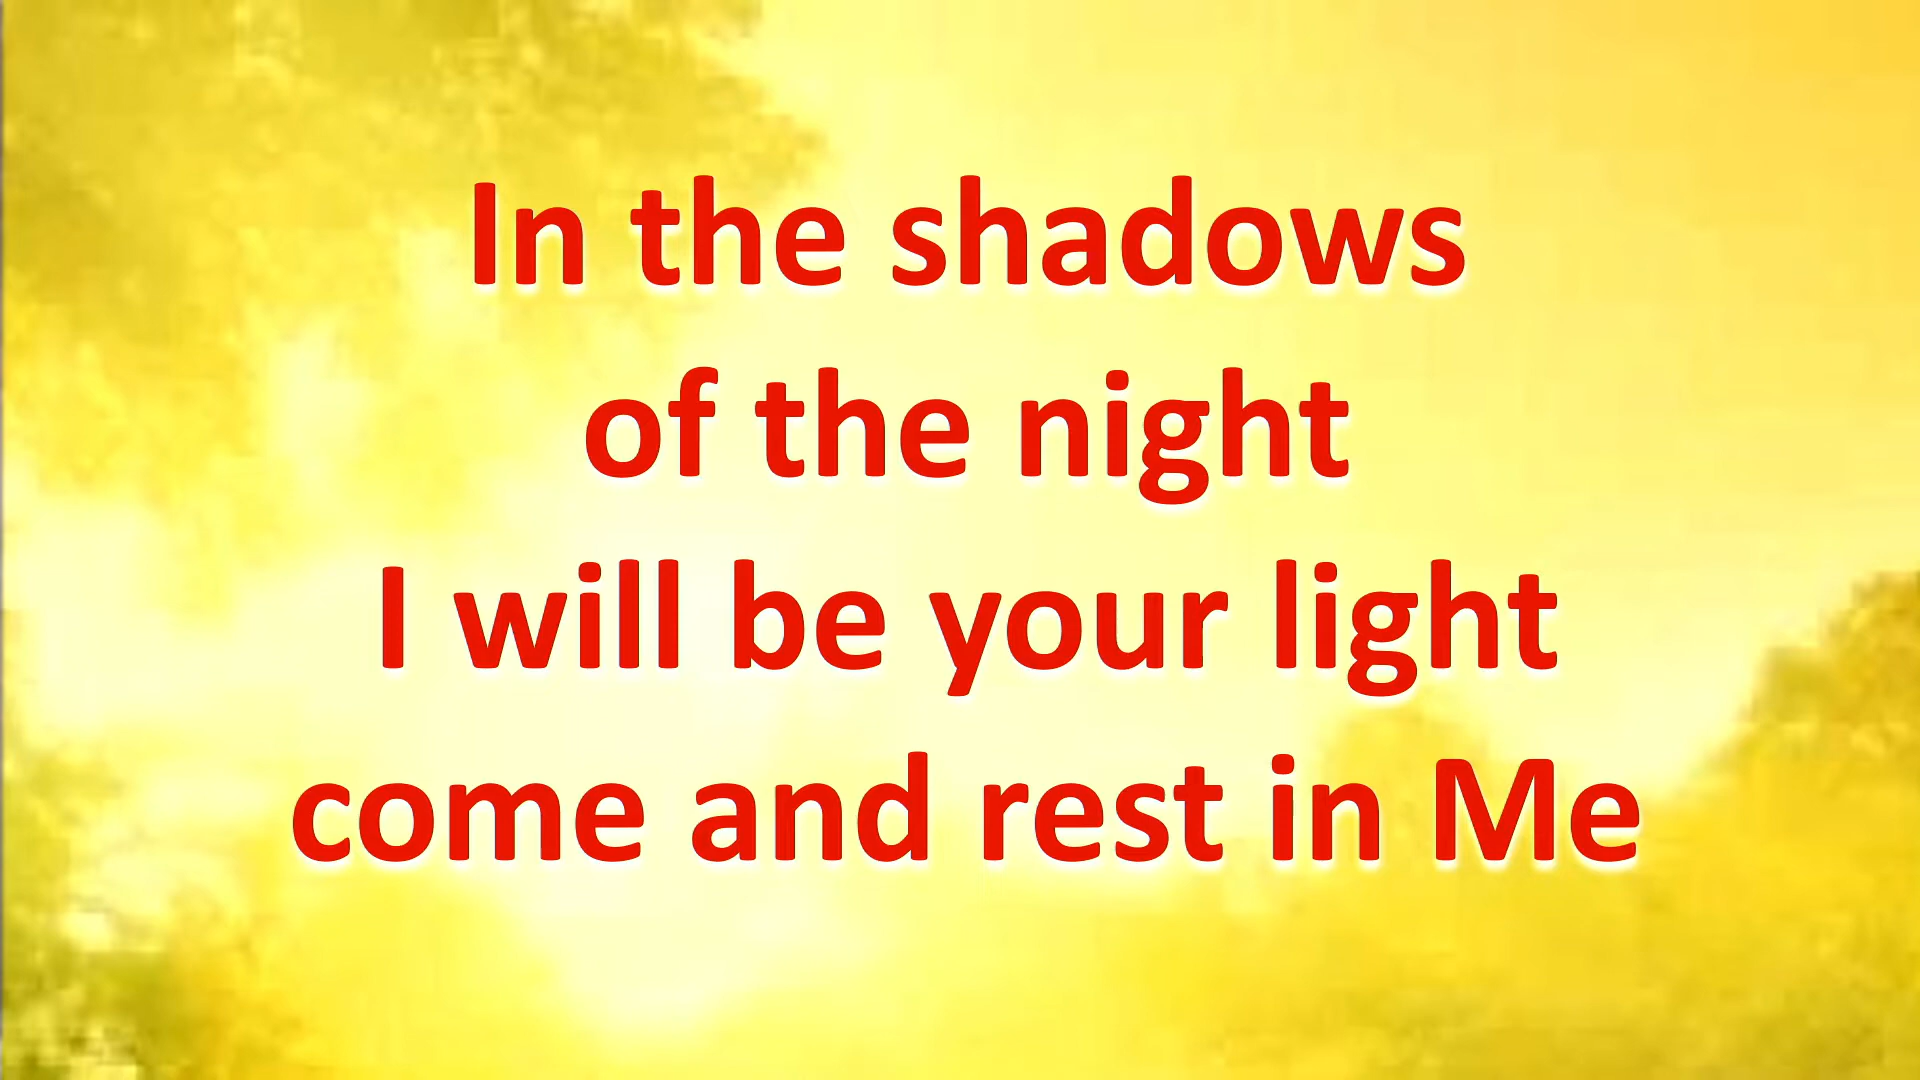 In the shadows
of the night
I will be your light
come and rest in Me